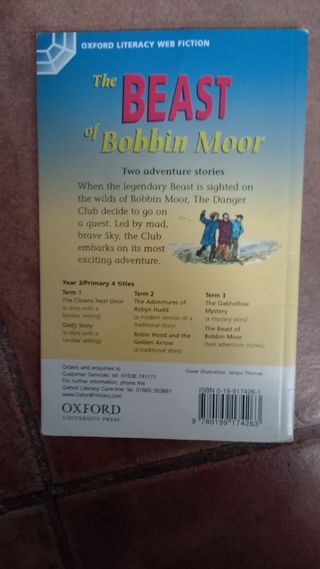 OXFORD LITERACY WEB FICTION
The
BEAST
of Bobbin Moor
Two adventure stories
When the legendary Beast is sighted on
the wilds of Bobbin Moor, The Danger
Club decide to go on
a quest. Led by mad,
brave Sky, the Club
embarks on its most
exciting adventure.
Year 3/Primary 4 titles
Term 1
The Clowns Next Door
(a story with a
familiar setting)
Dad's Story
(a story with a
familiar setting)
Term 2
The Adventures of
Robyn Hudd
(a modern version of a
traditional story)
Robin Hood and the
Golden Arrow
(a traditional story)
Term 3
The Oakhollow
Mystery
(a mystery story)
The Beast of
Bobbin Moor
(two adventure stories)
Orders and enquiries to
Customer Services: tel. 01536 741171
For further information, phone the
Oxford Literacy Care-line: tel. 01865 353881
www.OxfordPrimary.com
OXFORD
UNIVERSITY PRESS
Cover illustration: Jacqui Thomas
ISBN 0-19-917426-1
9 780199 174263